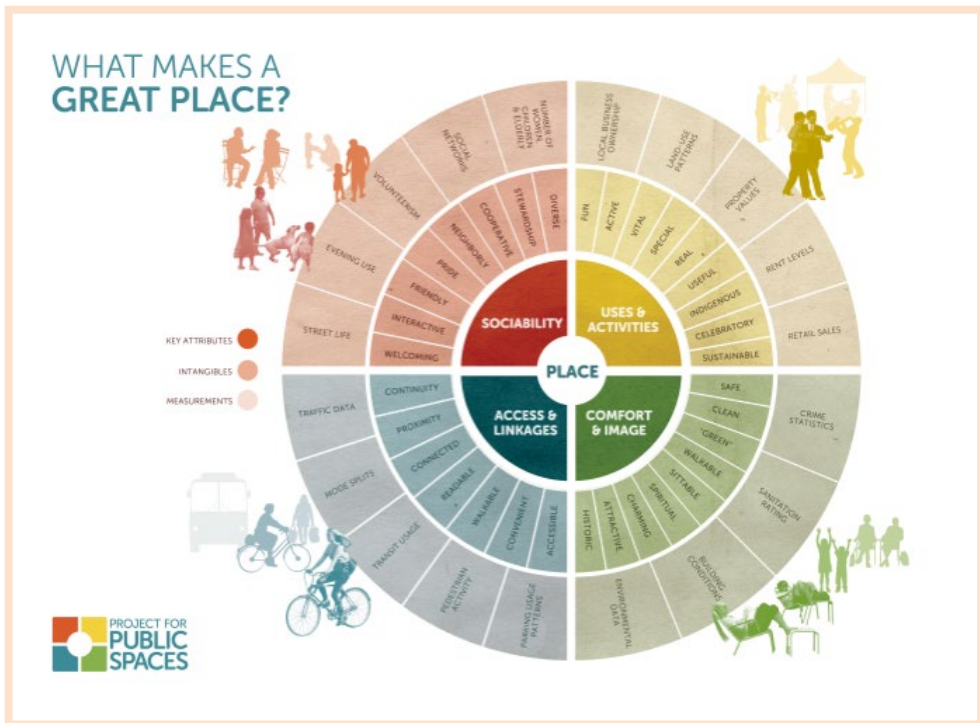 WHAT MAKES A
GREAT PLACE?
KEY ATTRIBUTES
INTANGIBLES
MEASUREMENTS
PLACE
SOCIABILITY
USES &
ACTIVITIES
ACCESS &
LINKAGES
COMFORT
& IMAGE
WELCOMING
INTERACTIVE
FRIENDLY
PRIDE
NEIGHBORLY
COOPERATIVE
STEWARDSHIP
DIVERSE
STREET LIFE
EVENING USE
VOLUNTEERISM
SOCIAL
NETWORKS
NUMBER OF
WOMEN,
CHILDREN
& ELDERLY
FUN
ACTIVE
VITAL
SPECIAL
REAL
USEFUL
INDIGENOUS
CELEBRATORY
SUSTAINABLE
LOCAL BUSINESS
OWNERSHIP
LAND-USE
PATTERNS
PROPERTY
VALUES
RENT LEVELS
RETAIL SALES
SAFE
CLEAN
"GREEN"
WALKABLE
SITTABLE
SPIRITUAL
CHARMING
ATTRACTIVE
HISTORIC
CRIME
STATISTICS
SANITATION
RATING
BUILDING
CONDITIONS
ENVIRONMENTAL
DATA
CONTINUITY
PROXIMITY
CONNECTED
READABLE
WALKABLE
CONVENIENT
ACCESSIBLE
TRAFFIC DATA
MODE SPLITS
TRANSIT USAGE
PEDESTRIAN
ACTIVITY
PARKING USAGE
PATTERNS
PROJECT FOR
PUBLIC
SPACES